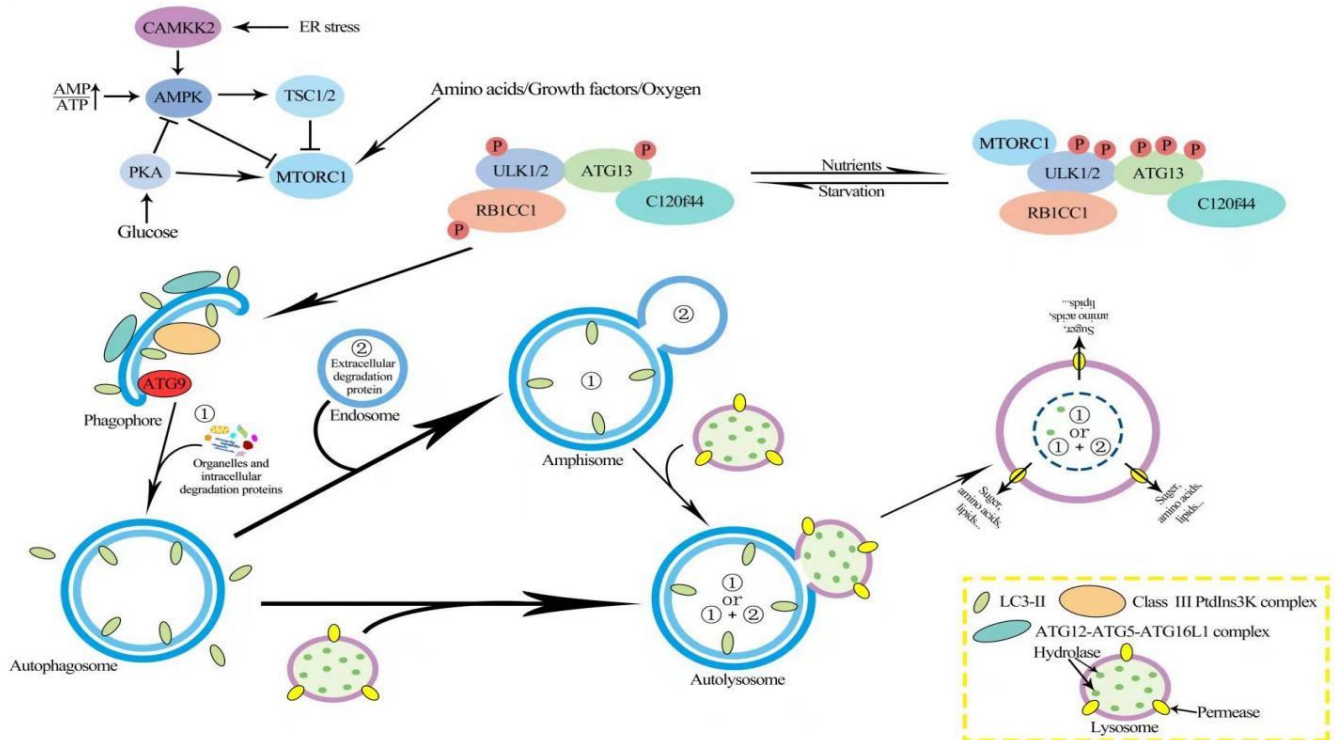 CAMKK2
ER stress
AMP
ATP
AMPK
TSC1/2
Amino acids/Growth factors/Oxygen
PKA
MTORC1
Glucose
P
P
ULK1/2
ATG13
RB1CC1
C120f44
P
Nutrients
Starvation
MTORC1
P
P
P
P
P
ULK1/2
ATG13
RB1CC1
C120f44
ATG9
Phagophore
①
Organelles and
intracellular
degradation proteins
②
Extracellular
degradation
protein
Endosome
②
①
Amphisome
Suger,
amino acids,
lipids...
①
or
① + ②
Suger,
amino acids,
lipids...
Suger,
amino acids,
lipids...
Autophagosome
①
or
① + ②
Autolysosome
LC3-II
Class III PtdIns3K complex
ATG12-ATG5-ATG16L1 complex
Hydrolase
Permease
Lysosome